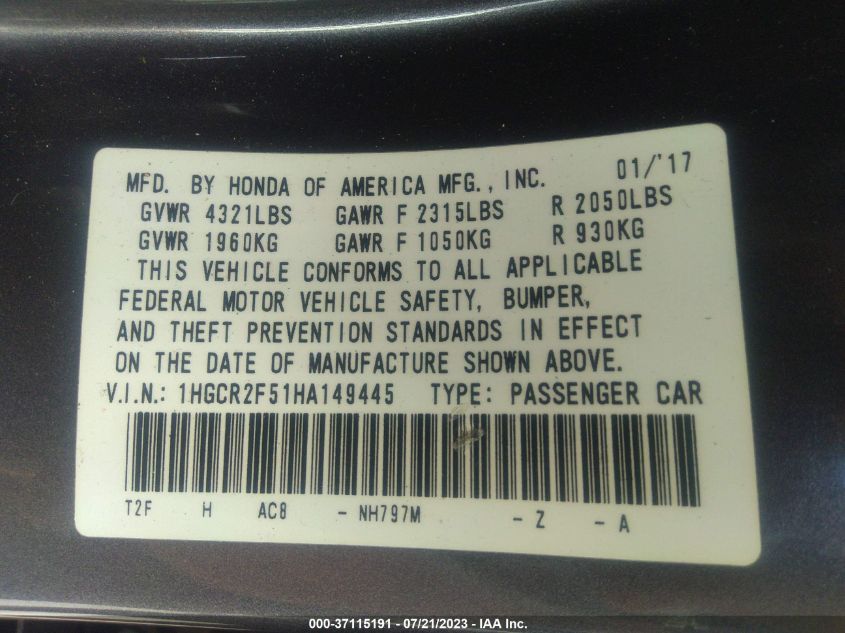 MFD. BY HONDA OF AMERICA MFG., INC. 01/'17
GVWR 4321LBS GAWR F 2315LBS R 2050LBS
GVWR 1960KG GAWR F 1050KG R 930KG
THIS VEHICLE CONFORMS TO ALL APPLICABLE
FEDERAL MOTOR VEHICLE SAFETY, BUMPER,
AND THEFT PREVENTION STANDARDS IN EFFECT
ON THE DATE OF MANUFACTURE SHOWN ABOVE.
V.I.N.: 1HGCR2F51HA149445 TYPE: PASSENGER CAR
T2F H AC8 - NH797M - Z - A
000-37115191 - 07/21/2023 - IAA Inc.